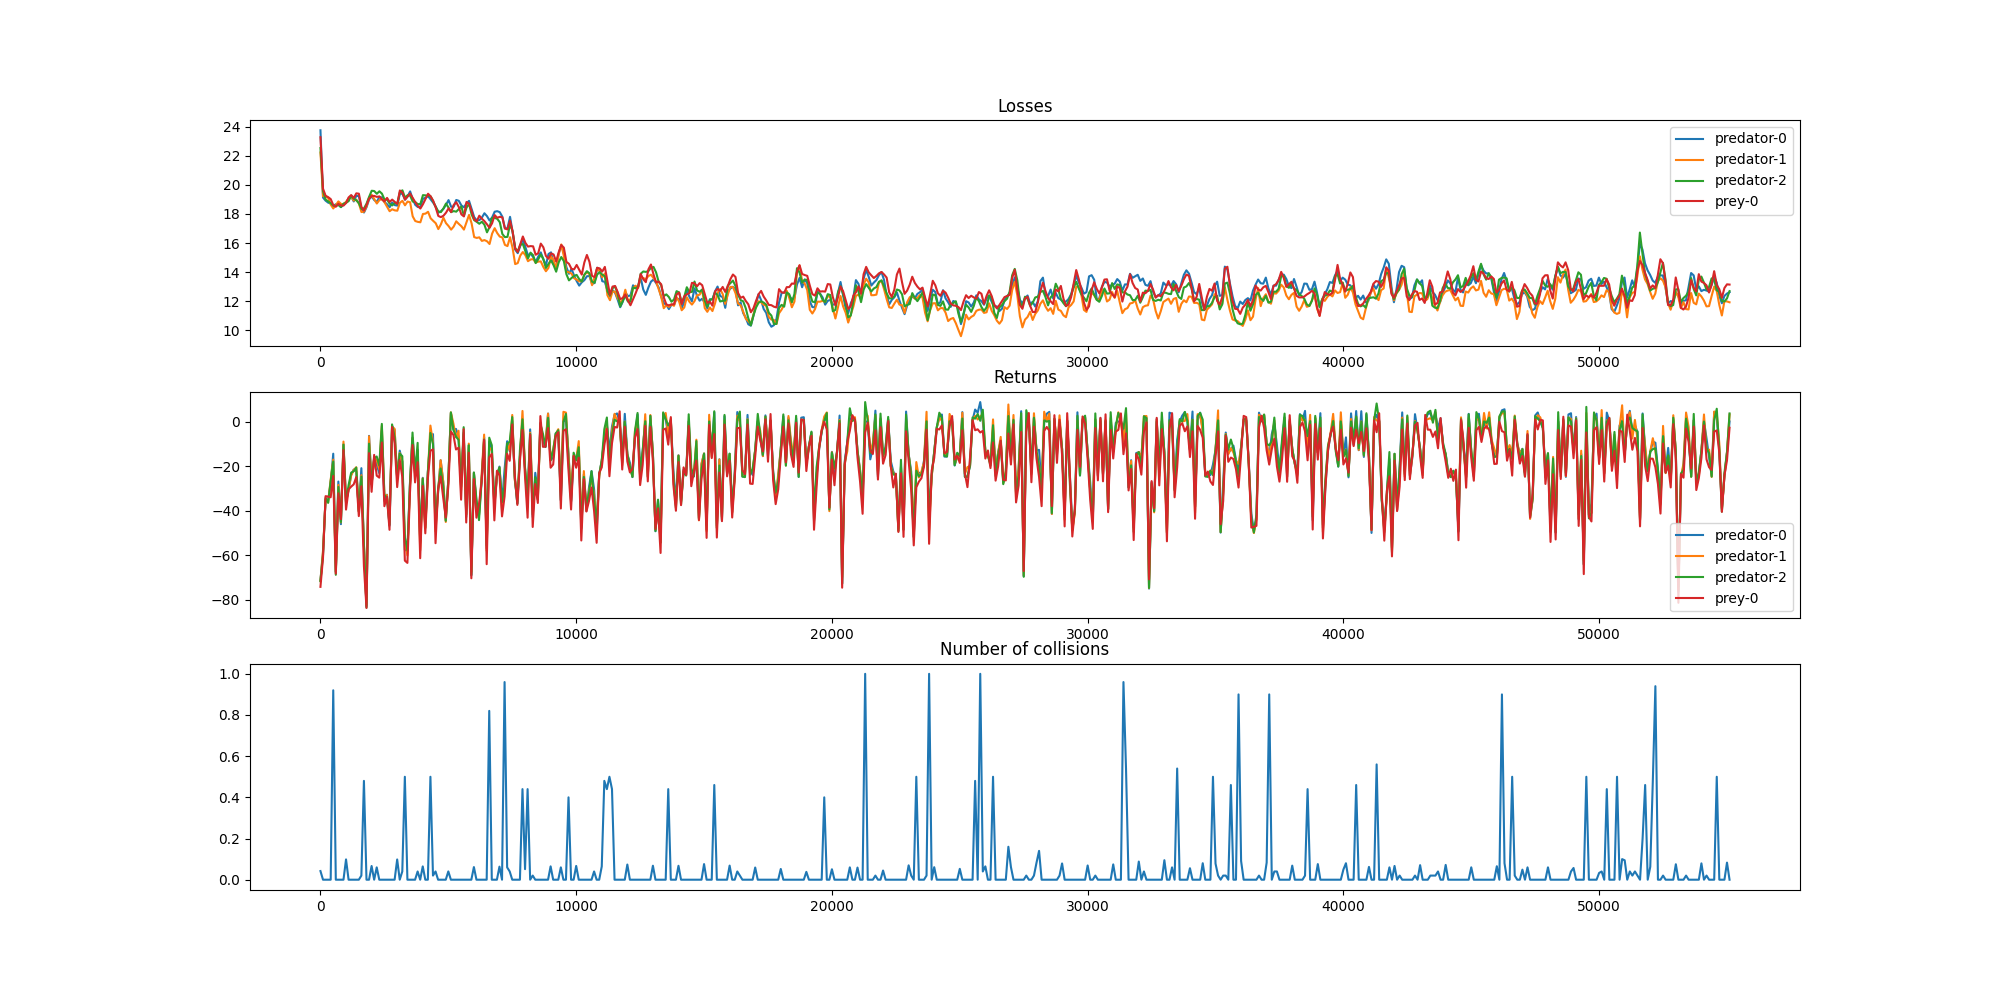 Losses
24
22
20
18
16
14
12
10
predator-0
predator-1
predator-2
prey-0
0 10000 20000 30000 40000 50000
Returns
0
−20
−40
−60
−80
predator-0
predator-1
predator-2
prey-0
0 10000 20000 30000 40000 50000
Number of collisions
1.0
0.8
0.6
0.4
0.2
0.0
0 10000 20000 30000 40000 50000